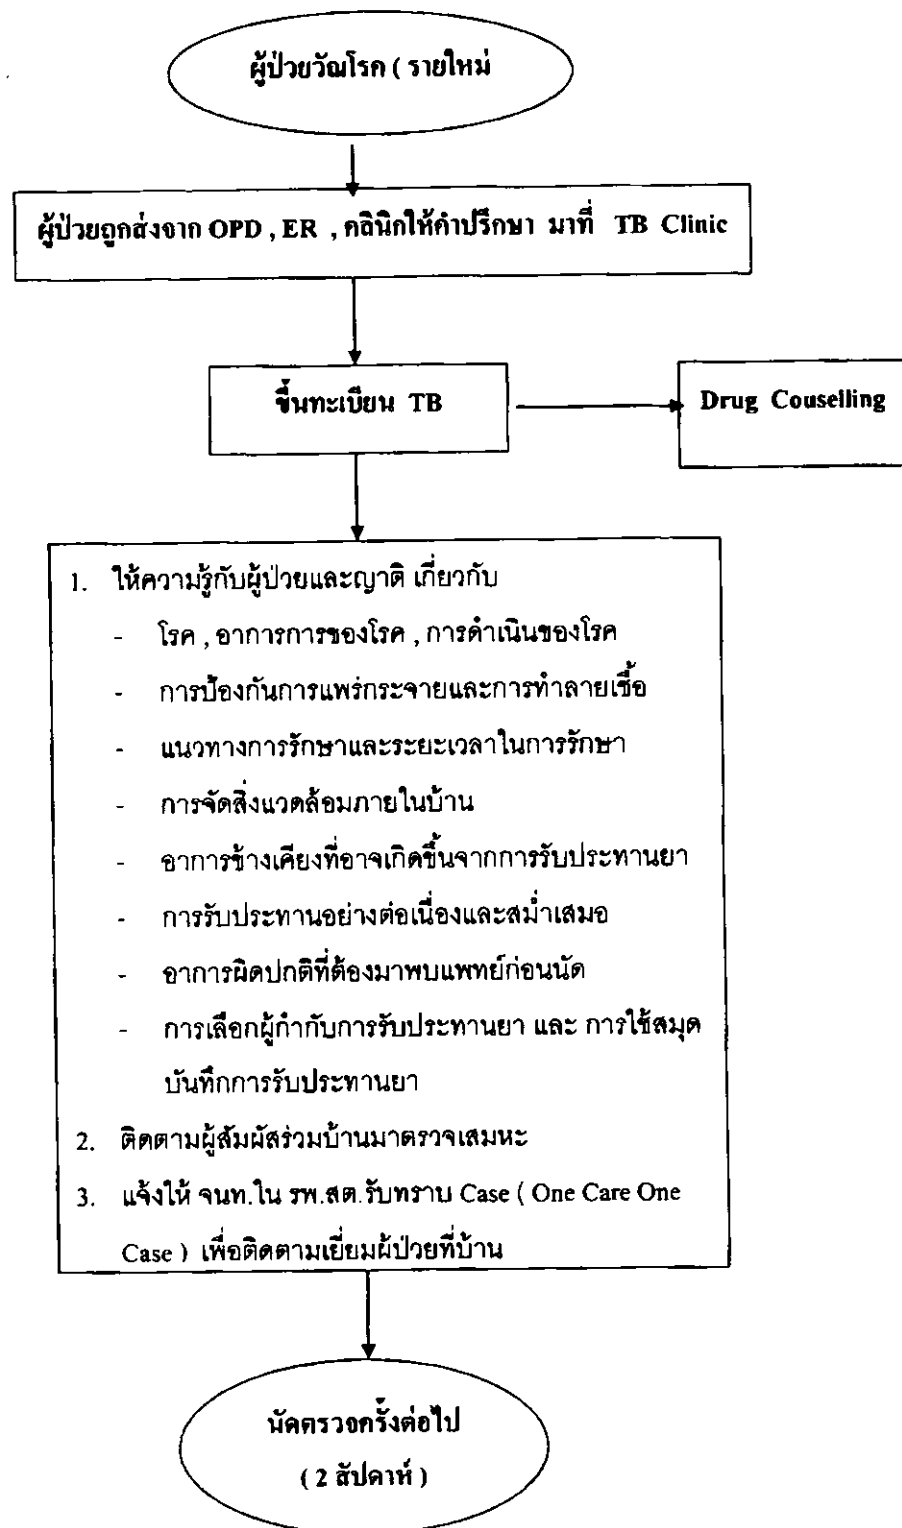 ผู้ป่วยวัณโรค ( รายใหม่
ผู้ป่วยถูกส่งจาก OPD , ER , คลินิกให้คำปรึกษา มาที่ TB Clinic
ขึ้นทะเบียน TB
Drug Couselling
1. ให้ความรู้กับผู้ป่วยและญาติ เกี่ยวกับ
- โรค , อาการการของโรค , การดำเนินของโรค
- การป้องกันการแพร่กระจายและการทำลายเชื้อ
- แนวทางการรักษาและระยะเวลาในการรักษา
- การจัดสิ่งแวดล้อมภายในบ้าน
- อาการข้างเคียงที่อาจเกิดขึ้นจากการรับประทานยา
- การรับประทานอย่างต่อเนื่องและสม่ำเสมอ
- อาการผิดปกติที่ต้องมาพบแพทย์ก่อนนัด
- การเลือกผู้กำกับการรับประทานยา และ การใช้สมุด
บันทึกการรับประทานยา
2. ติดตามผู้สัมผัสร่วมบ้านมาตรวจเสมหะ
3. แจ้งให้ จนท.ใน รพ.สต.รับทราบ Case ( One Care One
Case ) เพื่อติดตามเยี่ยมผู้ป่วยที่บ้าน
นัดตรวจครั้งต่อไป
( 2 สัปดาห์ )